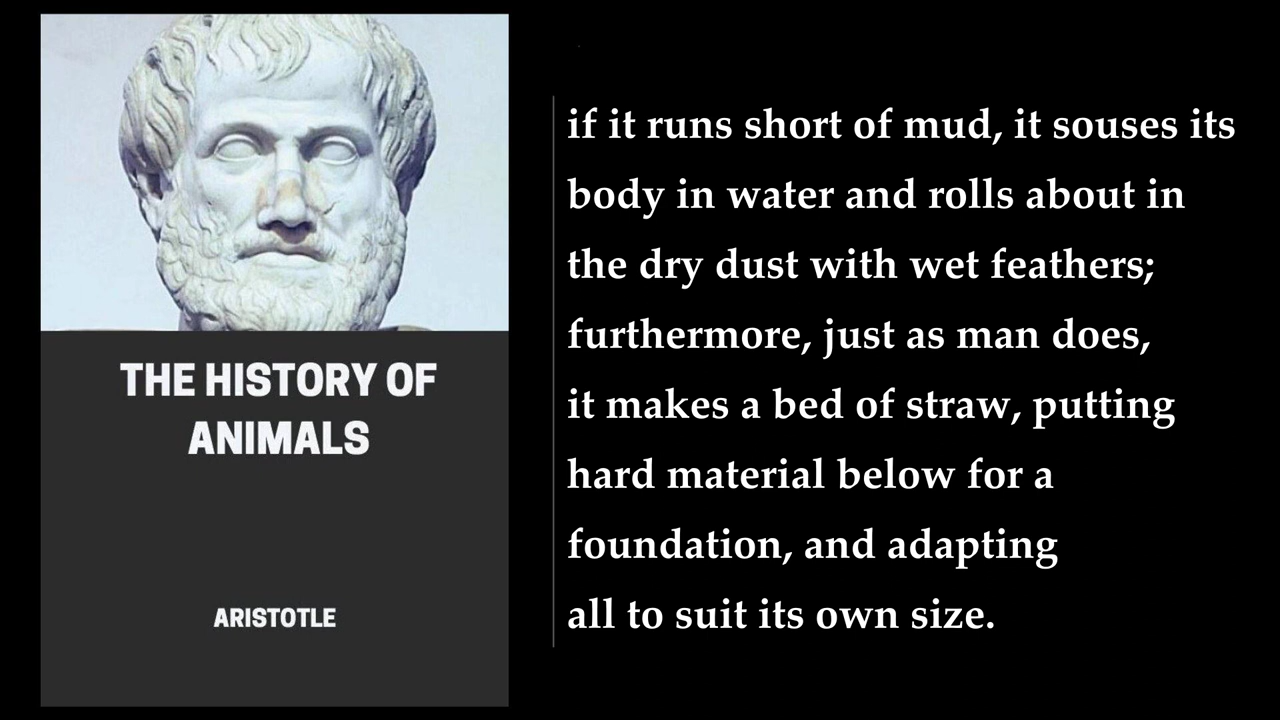 THE HISTORY OF
ANIMALS
ARISTOTLE
if it runs short of mud, it souses its
body in water and rolls about in
the dry dust with wet feathers;
furthermore, just as man does,
it makes a bed of straw, putting
hard material below for a
foundation, and adapting
all to suit its own size.